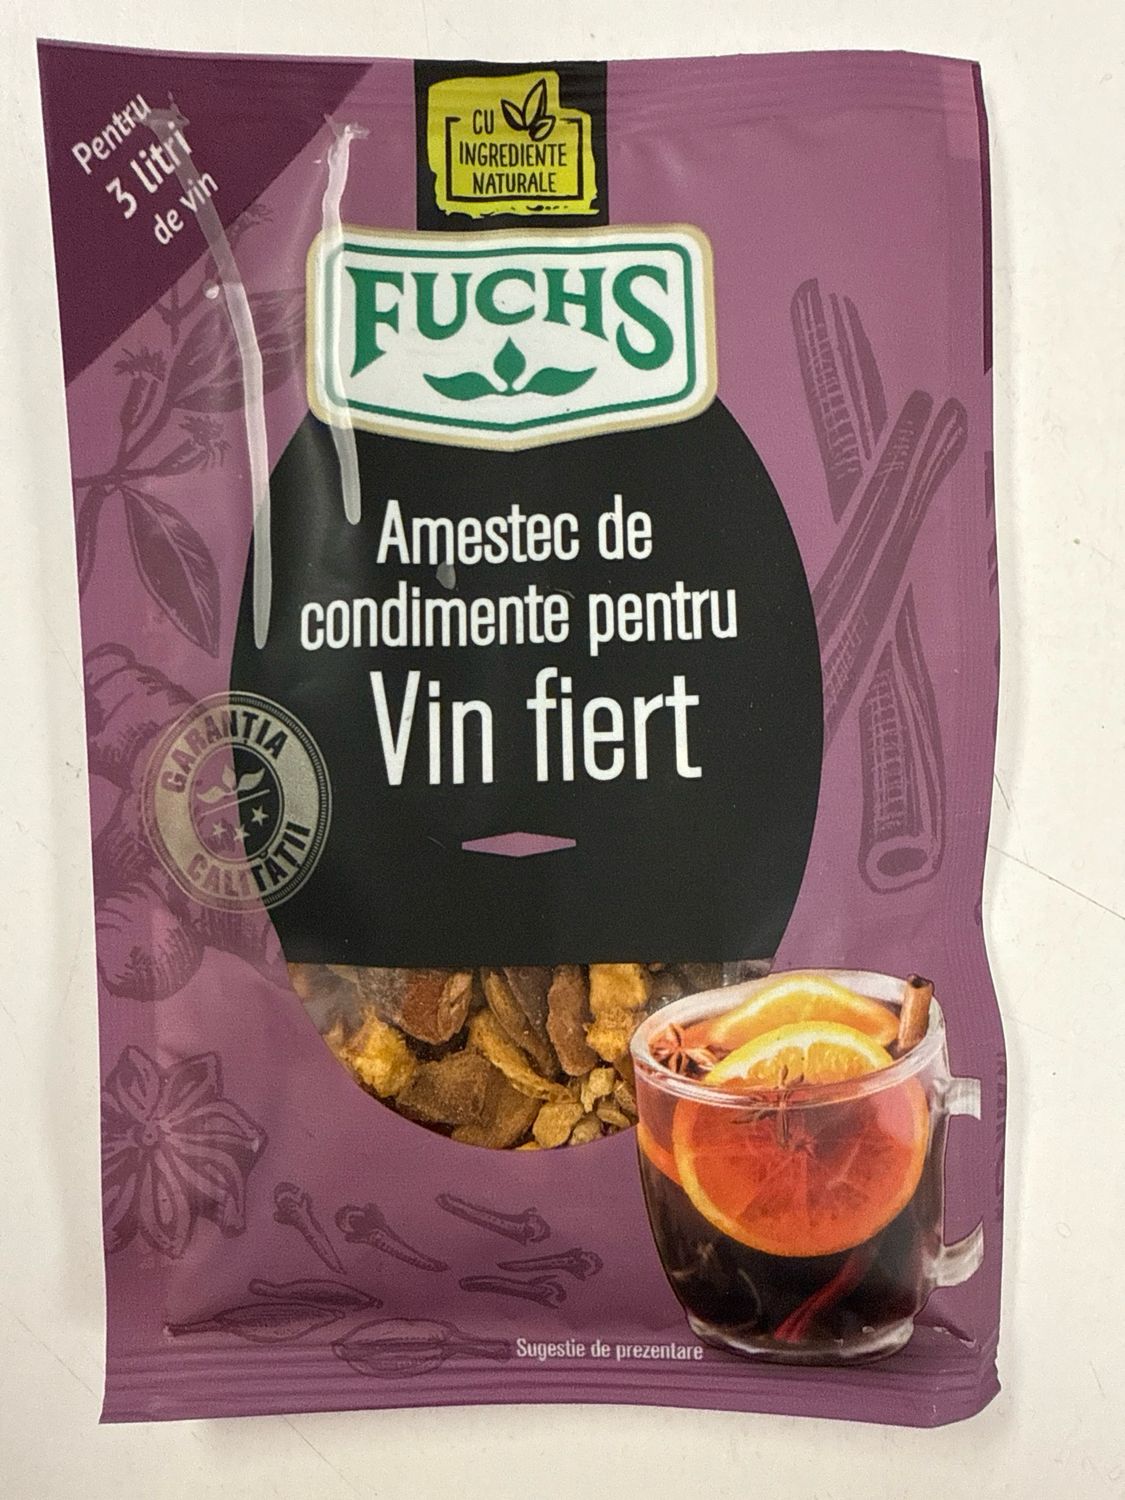 Pentru
3 litri
de vin
CU
INGREDIENTE
NATURALE
FUCHS
Amestec de
condimente pentru
Vin fiert
GARANTIA
CALITĂȚII
Sugestie de prezentare